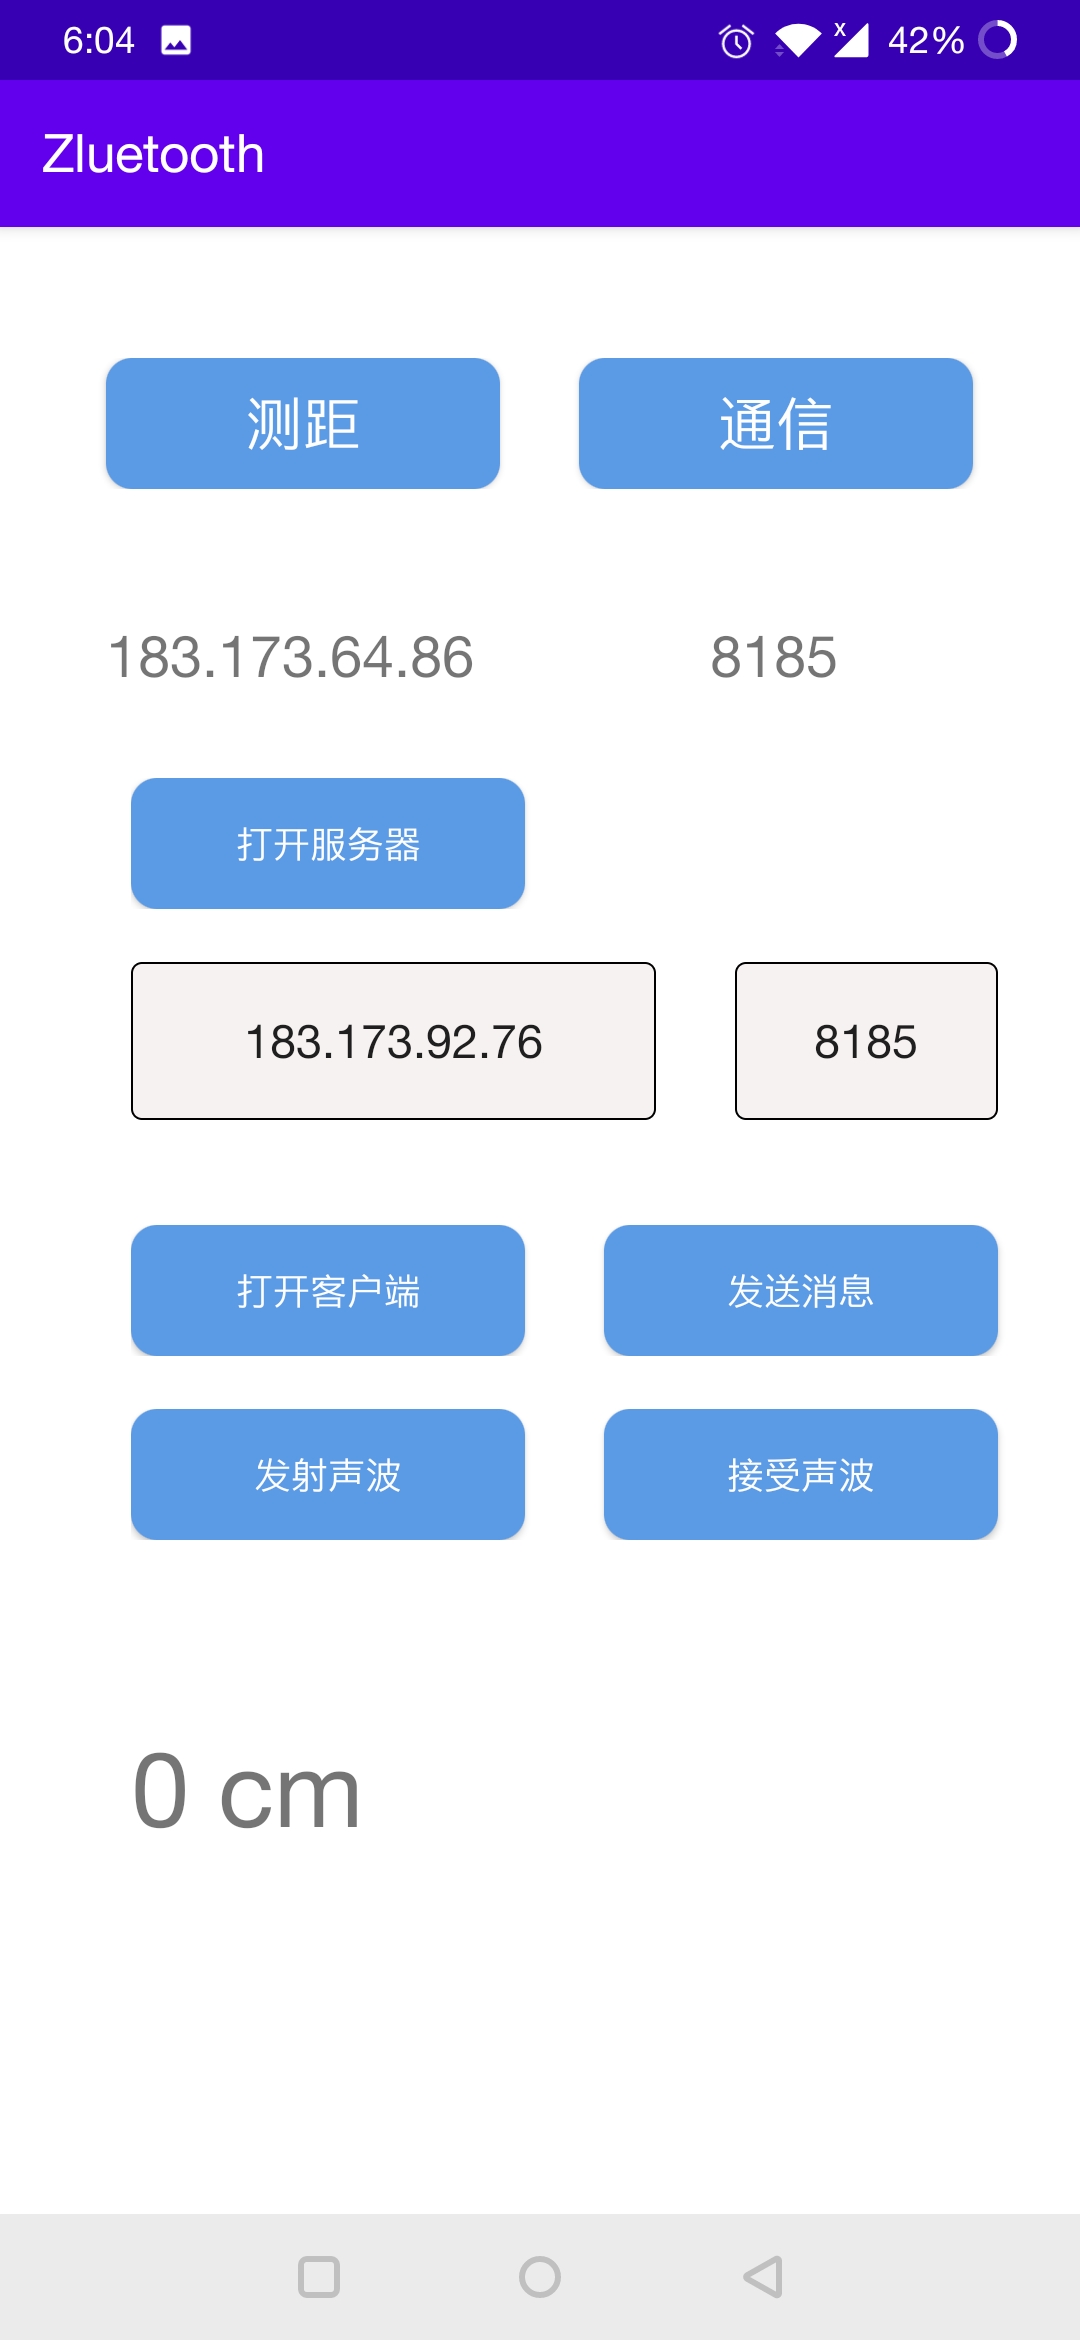 6:04 42%
Zluetooth
测距 通信
183.173.64.86 8185
打开服务器
183.173.92.76 8185
打开客户端 发送消息
发射声波 接受声波
0 cm